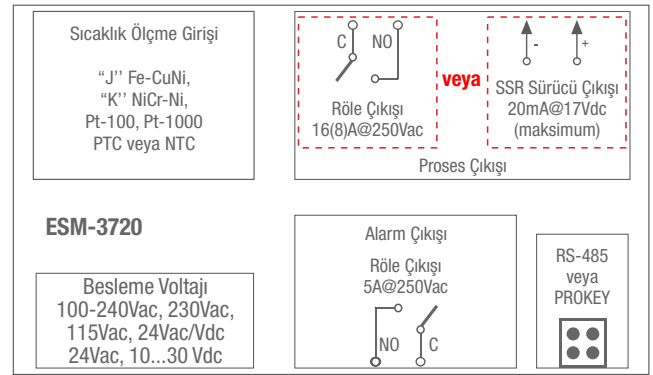 Sıcaklık Ölçme Girişi
“J’’ Fe-CuNi,
“K’’ NiCr-Ni,
Pt-100, Pt-1000
PTC veya NTC
C NO
Röle Çıkışı
16(8)A@250Vac
veya
- +
SSR Sürücü Çıkışı
20mA@17Vdc
(maksimum)
Proses Çıkışı
ESM-3720
Besleme Voltajı
100-240Vac, 230Vac,
115Vac, 24Vac/Vdc
24Vac, 10...30 Vdc
Alarm Çıkışı
Röle Çıkışı
5A@250Vac
NO C
RS-485
veya
PROKEY